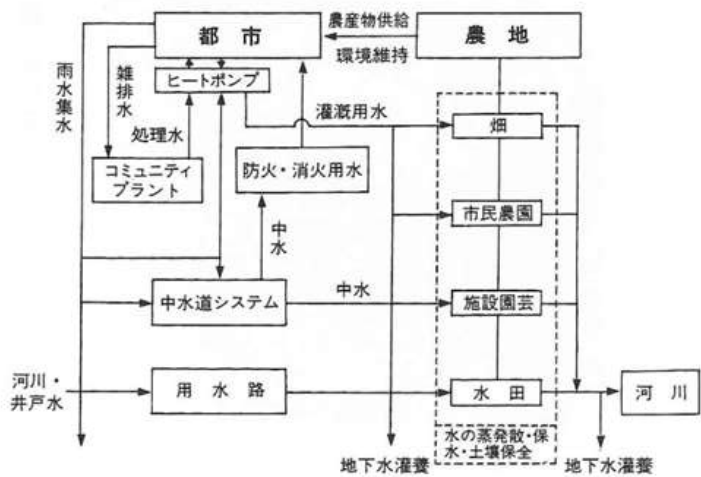 都市
農産物供給
環境維持
農地
雨水集水
雑排水
ヒートポンプ
処理水
コミュニティ
プラント
灌漑用水
防火・消火用水
畑
市民農園
中水
中水道システム
中水
施設園芸
河川・
井戸水
用水路
水田
河川
水の蒸発散・保
水・土壌保全
地下水灌養
地下水灌養